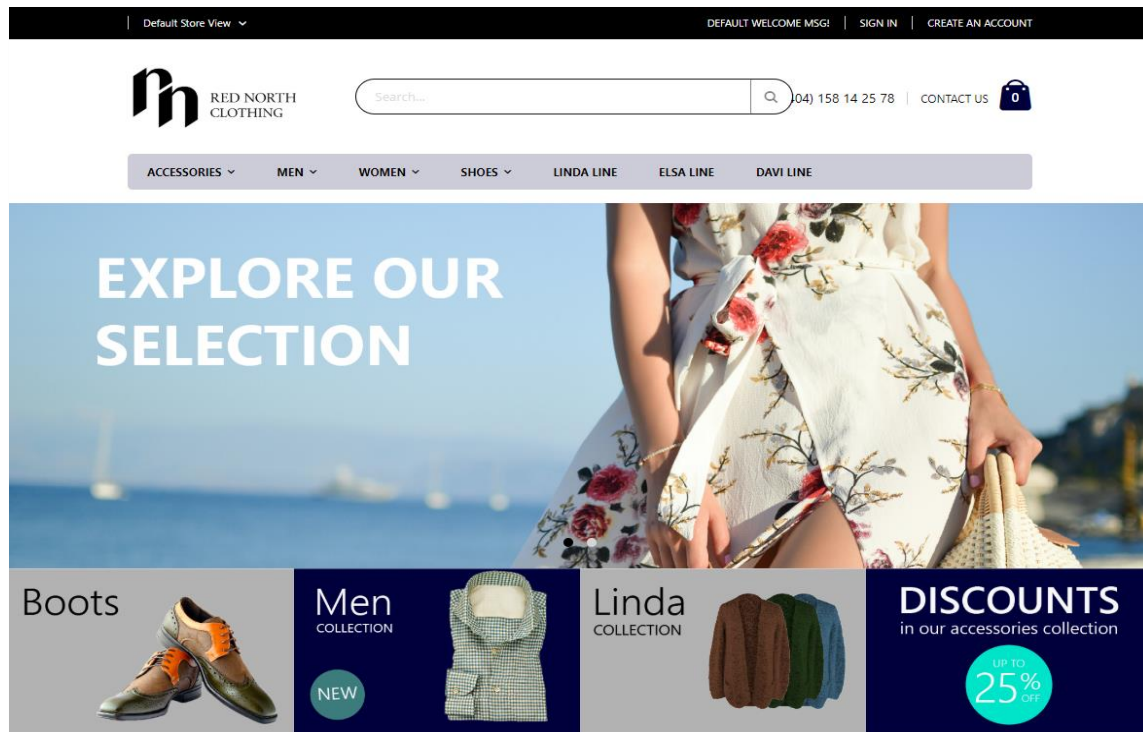 Default Store View
DEFAULT WELCOME MSG! SIGN IN CREATE AN ACCOUNT
RED NORTH
CLOTHING
Search...
04) 158 14 25 78
CONTACT US
0
ACCESSORIES MEN WOMEN SHOES LINDA LINE ELSA LINE DAVI LINE
EXPLORE OUR
SELECTION
Boots
Men
COLLECTION
NEW
Linda
COLLECTION
DISCOUNTS
in our accessories collection
UP TO
25%
OFF